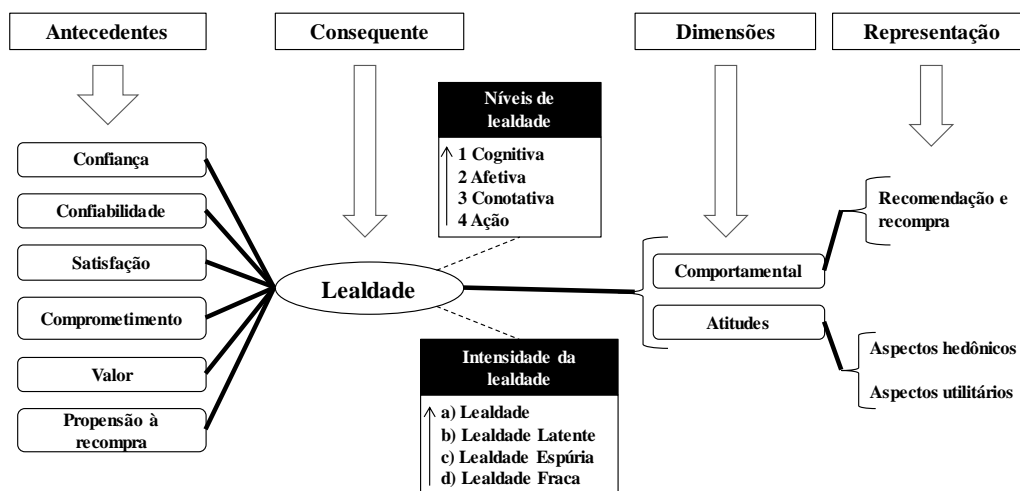 Antecedentes
Consequente
Dimensões
Representação
Confiança
Confiabilidade
Satisfação
Comprometimento
Valor
Propensão à
recompra
Lealdade
Níveis de
lealdade
1 Cognitiva
2 Afetiva
3 Conotativa
4 Ação
Intensidade da
lealdade
a) Lealdade
b) Lealdade Latente
c) Lealdade Espúria
d) Lealdade Fraca
Comportamental
Atitudes
Recomendação e
recompra
Aspectos hedônicos
Aspectos utilitários